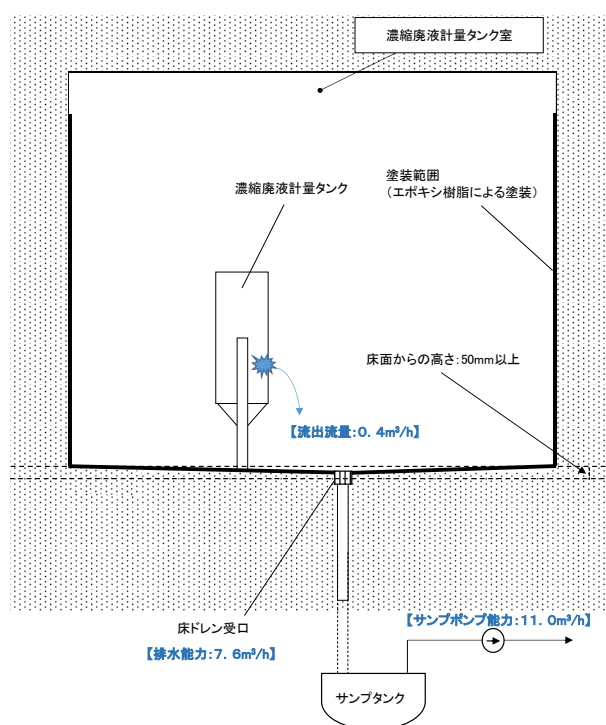 濃縮廃液計量タンク室
塗装範囲
（エポキシ樹脂による塗装）
濃縮廃液計量タンク
床面からの高さ：50mm以上
【流出流量：0．4m³/h】
床ドレン受口
【排水能力：7．6m³/h】
【サンプポンプ能力：11．0m³/h】
サンプタンク